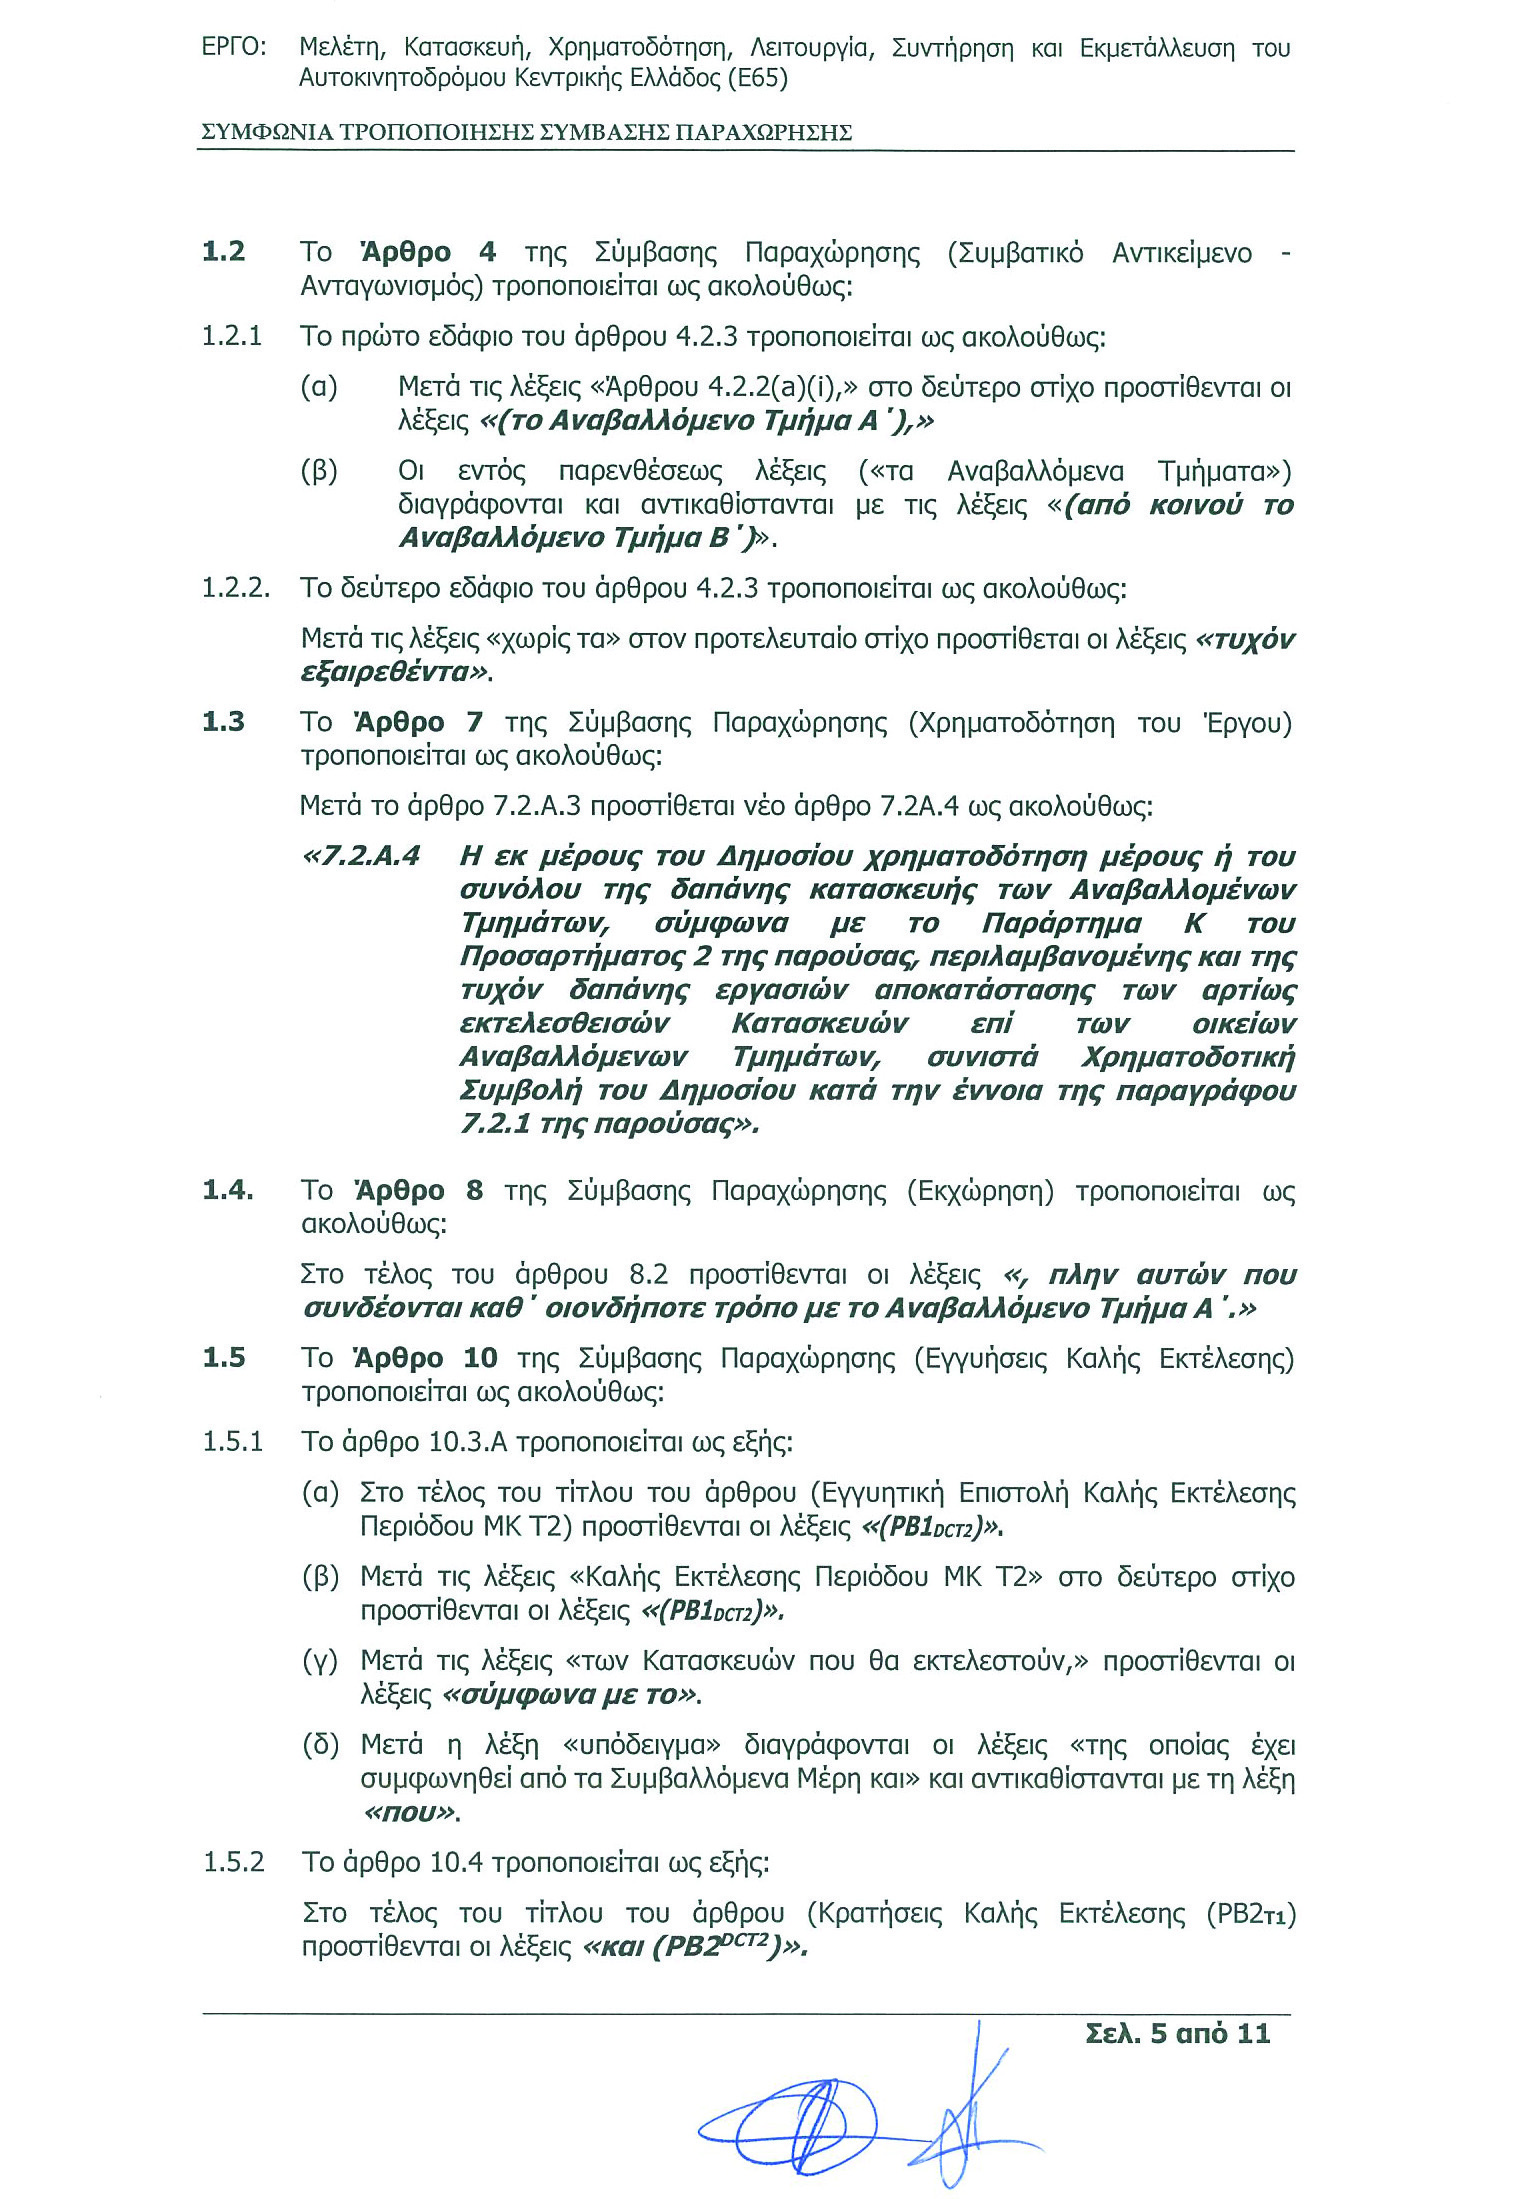 ΕΡΓΟ: Μελέτη, Κατασκευή, Χρηματοδότηση, Λειτουργία, Συντήρηση και Εκμετάλλευση του
Αυτοκινητοδρόμου Κεντρικής Ελλάδος (Ε65)
ΣΥΜΦΩΝΙΑ ΤΡΟΠΟΠΟΙΗΣΗΣ ΣΥΜΒΑΣΗΣ ΠΑΡΑΧΩΡΗΣΗΣ
1.2 Το Άρθρο 4 της Σύμβασης Παραχώρησης (Συμβατικό Αντικείμενο -
Ανταγωνισμός) τροποποιείται ως ακολούθως:
1.2.1 Το πρώτο εδάφιο του άρθρου 4.2.3 τροποποιείται ως ακολούθως:
(α) Μετά τις λέξεις «Άρθρου 4.2.2(a)(i),» στο δεύτερο στίχο προστίθενται οι
λέξεις «(το Αναβαλλόμενο Τμήμα Α΄),»
(β) Οι εντός παρενθέσεως λέξεις («τα Αναβαλλόμενα Τμήματα»)
διαγράφονται και αντικαθίστανται με τις λέξεις «(από κοινού το
Αναβαλλόμενο Τμήμα Β΄)».
1.2.2. Το δεύτερο εδάφιο του άρθρου 4.2.3 τροποποιείται ως ακολούθως:
Μετά τις λέξεις «χωρίς τα» στον προτελευταίο στίχο προστίθεται οι λέξεις «τυχόν
εξαιρεθέντα».
1.3 Το Άρθρο 7 της Σύμβασης Παραχώρησης (Χρηματοδότηση του Έργου)
τροποποιείται ως ακολούθως:
Μετά το άρθρο 7.2.Α.3 προστίθεται νέο άρθρο 7.2Α.4 ως ακολούθως:
«7.2.Α.4 Η εκ μέρους του Δημοσίου χρηματοδότηση μέρους ή του
συνόλου της δαπάνης κατασκευής των Αναβαλλομένων
Τμημάτων, σύμφωνα με το Παράρτημα Κ του
Προσαρτήματος 2 της παρούσας, περιλαμβανομένης και της
τυχόν δαπάνης εργασιών αποκατάστασης των αρτίως
εκτελεσθεισών Κατασκευών επί των οικείων
Αναβαλλόμενων Τμημάτων, συνιστά Χρηματοδοτική
Συμβολή του Δημοσίου κατά την έννοια της παραγράφου
7.2.1 της παρούσας».
1.4. Το Άρθρο 8 της Σύμβασης Παραχώρησης (Εκχώρηση) τροποποιείται ως
ακολούθως:
Στο τέλος του άρθρου 8.2 προστίθενται οι λέξεις «, πλην αυτών που
συνδέονται καθ΄ οιονδήποτε τρόπο με το Αναβαλλόμενο Τμήμα Α΄.»
1.5 Το Άρθρο 10 της Σύμβασης Παραχώρησης (Εγγυήσεις Καλής Εκτέλεσης)
τροποποιείται ως ακολούθως:
1.5.1 Το άρθρο 10.3.Α τροποποιείται ως εξής:
(α) Στο τέλος του τίτλου του άρθρου (Εγγυητική Επιστολή Καλής Εκτέλεσης
Περιόδου ΜΚ Τ2) προστίθενται οι λέξεις «(PB1DCT2)».
(β) Μετά τις λέξεις «Καλής Εκτέλεσης Περιόδου ΜΚ Τ2» στο δεύτερο στίχο
προστίθενται οι λέξεις «(PB1DCT2)».
(γ) Μετά τις λέξεις «των Κατασκευών που θα εκτελεστούν,» προστίθενται οι
λέξεις «σύμφωνα με το».
(δ) Μετά η λέξη «υπόδειγμα» διαγράφονται οι λέξεις «της οποίας έχει
συμφωνηθεί από τα Συμβαλλόμενα Μέρη και» και αντικαθίστανται με τη λέξη
«που».
1.5.2 Το άρθρο 10.4 τροποποιείται ως εξής:
Στο τέλος του τίτλου του άρθρου (Κρατήσεις Καλής Εκτέλεσης (PB2T1)
προστίθενται οι λέξεις «και (PB2DCT2)».
Σελ. 5 από 11